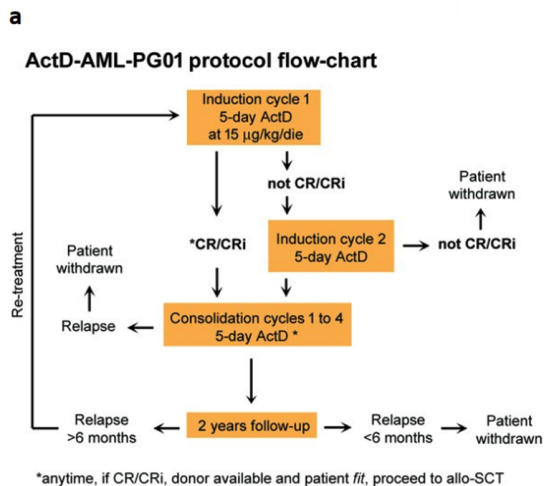 a
ActD-AML-PG01 protocol flow-chart
Induction cycle 1
5-day ActD
at 15 µg/kg/die
not CR/CRi
Patient
withdrawn
*CR/CRi
Induction cycle 2
5-day ActD
not CR/CRi
Re-treatment
Patient
withdrawn
Relapse
Consolidation cycles 1 to 4
5-day ActD *
Relapse
>6 months
2 years follow-up
Relapse
<6 months
Patient
withdrawn
*anytime, if CR/CRi, donor available and patient fit, proceed to allo-SCT